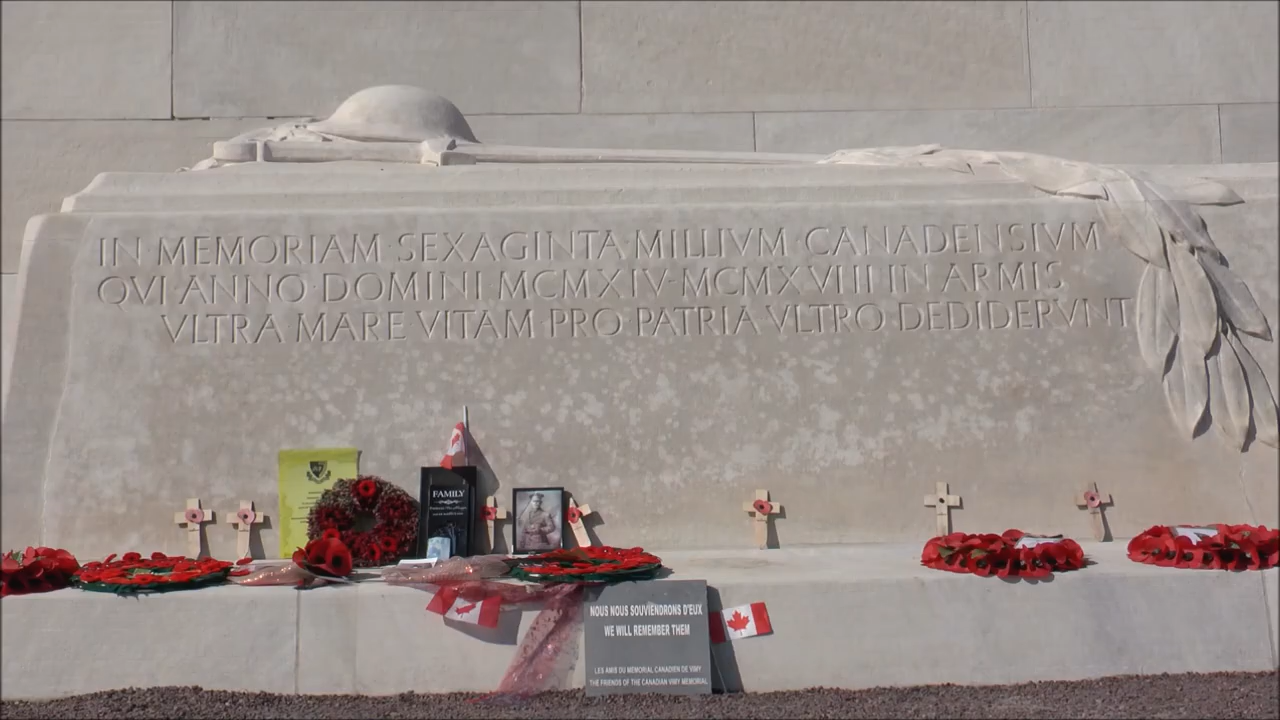 IN·MEMORIAM·SEXAGINTA·MILLIVM·CANADENSIVM
QVI·ANNO·DOMINI·MCMXIV-MCMXVIII·IN·ARMIS
VLTRA·MARE·VITAM·PRO·PATRIA·VLTRO·DEDIDERVNT
FAMILY
NOUS NOUS SOUVIENDRONS D'EUX
WE WILL REMEMBER THEM
LES AMIS DU MEMORIAL CANADIEN DE VIMY
THE FRIENDS OF THE CANADIAN VIMY MEMORIAL